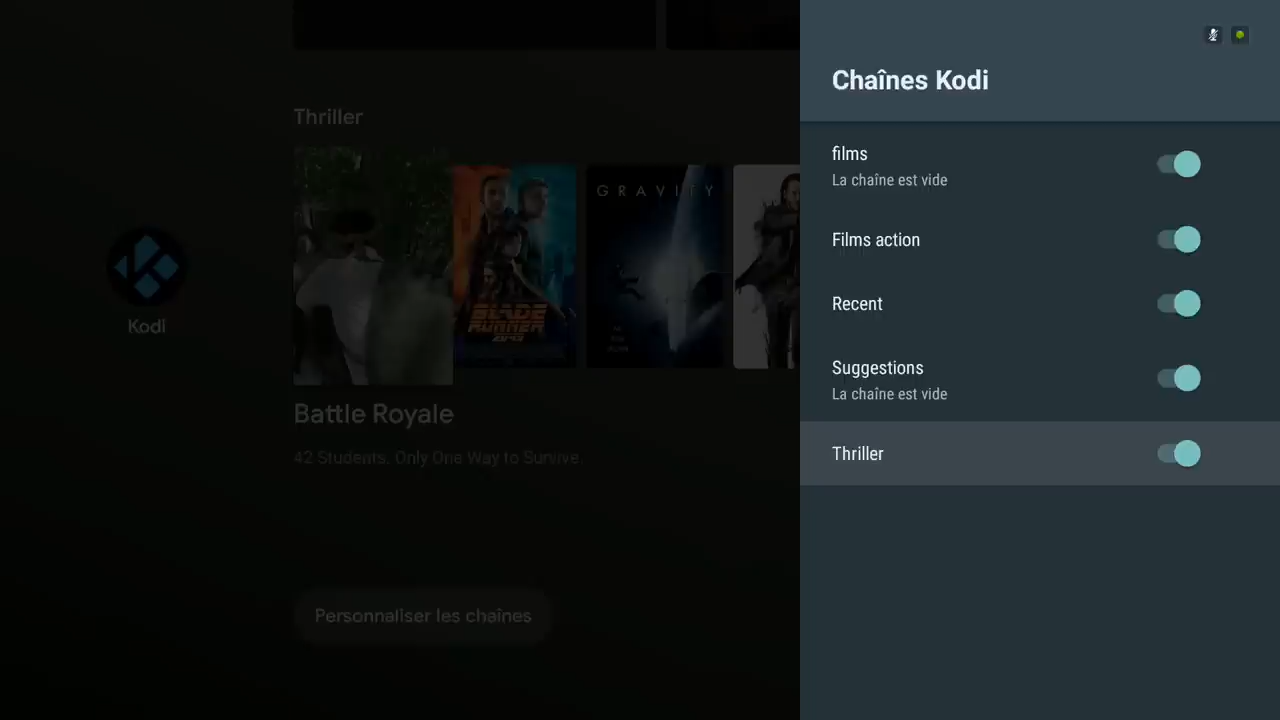 Thriller
GRAVITY
BLADE
RUNNER
2049
Kodi
Battle Royale
42 Students. Only One Way to Survive.
Personnaliser les chaînes
Chaînes Kodi
films
La chaîne est vide
Films action
Recent
Suggestions
La chaîne est vide
Thriller